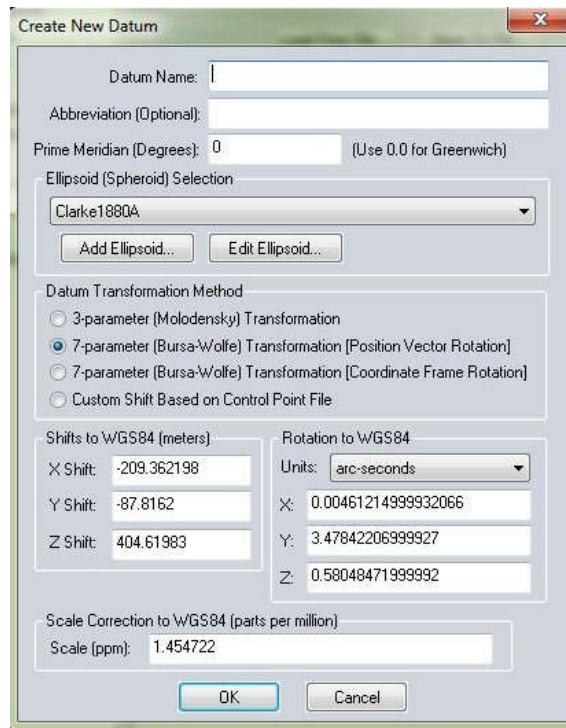 Create New Datum
Datum Name:
Abbreviation (Optional):
Prime Meridian (Degrees): 0 (Use 0.0 for Greenwich)
Ellipsoid (Spheroid) Selection
Clarke1880A
Add Ellipsoid... Edit Ellipsoid...
Datum Transformation Method
3-parameter (Molodensky) Transformation
7-parameter (Bursa-Wolfe) Transformation [Position Vector Rotation]
7-parameter (Bursa-Wolfe) Transformation [Coordinate Frame Rotation]
Custom Shift Based on Control Point File
Shifts to WGS84 (meters)
X Shift: -209.362198
Y Shift: -87.8162
Z Shift: 404.61983
Rotation to WGS84
Units: arc-seconds
X: 0.00461214999932066
Y: 3.47842206999927
Z: 0.58048471999992
Scale Correction to WGS84 (parts per million)
Scale (ppm): 1.454722
OK Cancel